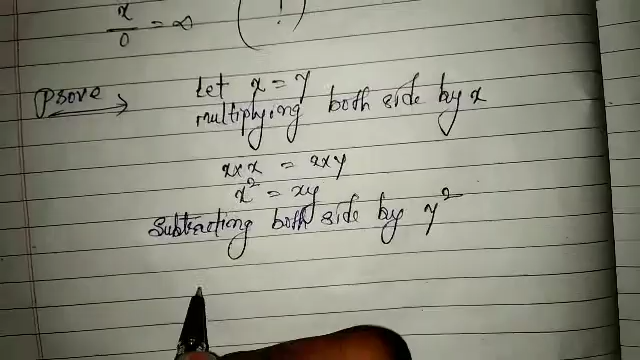 x/0 = ∞ ( ! )
Prove → Let x = y
multiplying both side by x
x×x = x×y
x² = xy
Subtracting both side by y²